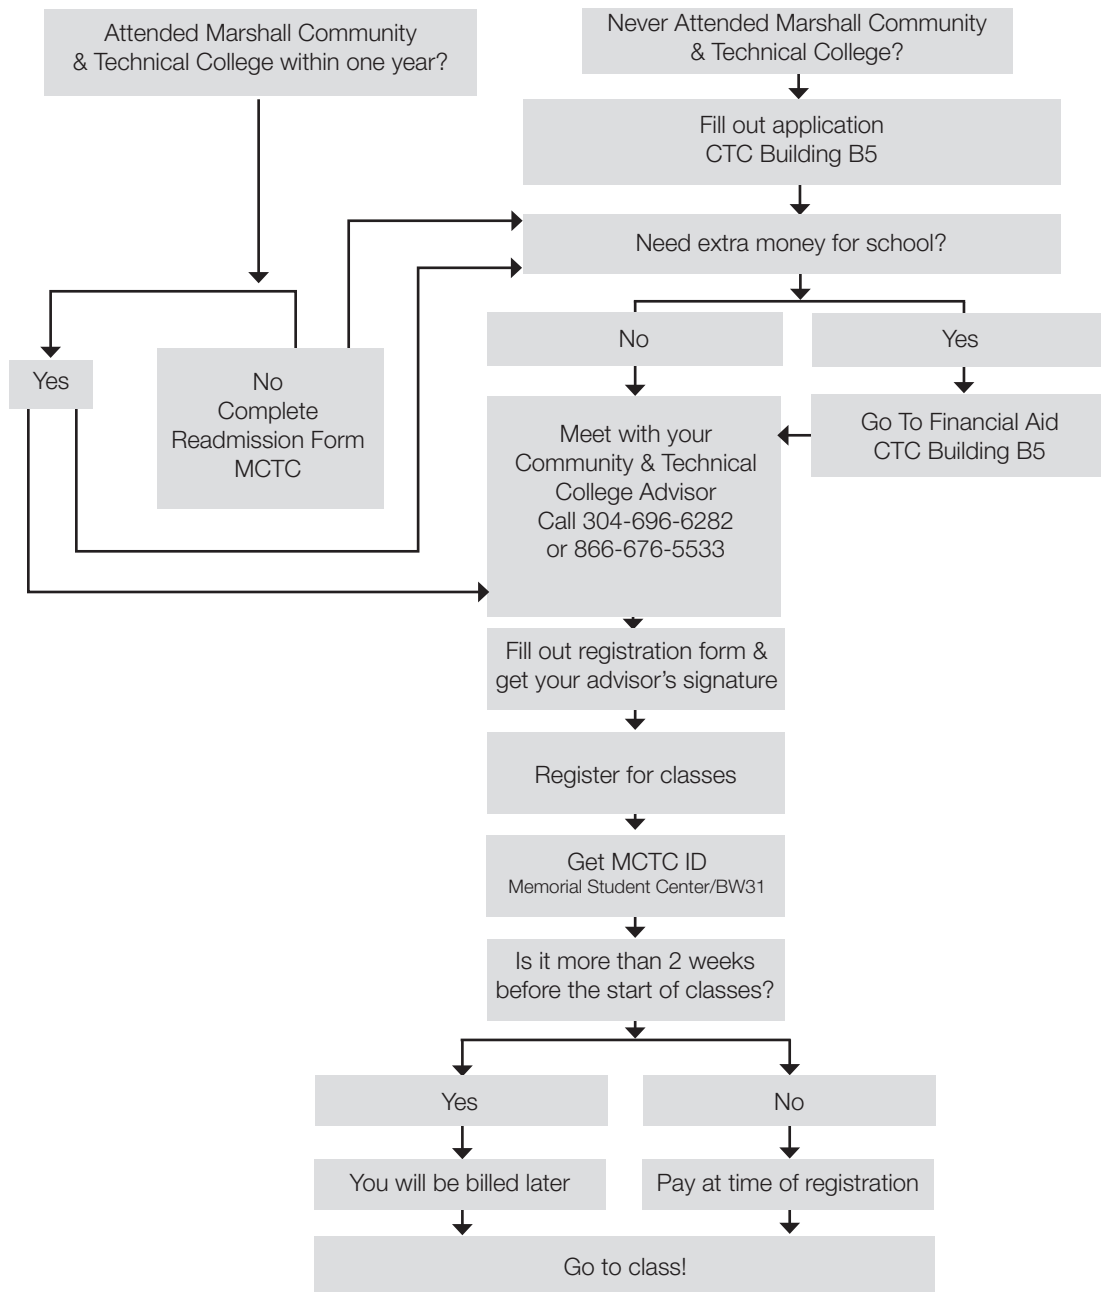 Attended Marshall Community
& Technical College within one year?
Never Attended Marshall Community
& Technical College?
Fill out application
CTC Building B5
Need extra money for school?
No
Yes
Yes
No
Complete
Readmission Form
MCTC
Meet with your
Community & Technical
College Advisor
Call 304-696-6282
or 866-676-5533
Go To Financial Aid
CTC Building B5
Fill out registration form &
get your advisor’s signature
Register for classes
Get MCTC ID
Memorial Student Center/BW31
Is it more than 2 weeks
before the start of classes?
Yes
No
You will be billed later
Pay at time of registration
Go to class!